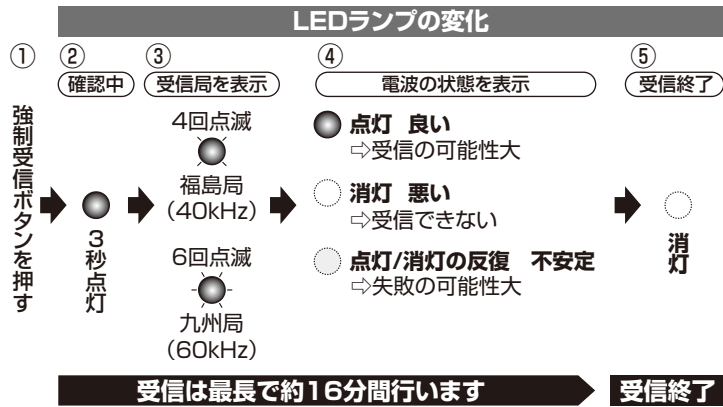 LEDランプの変化
①
強制受信ボタンを押す
②
確認中
3秒点灯
③
受信局を表示
4回点滅
福島局
(40kHz)
6回点滅
九州局
(60kHz)
④
電波の状態を表示
点灯 良い
⇨受信の可能性大
消灯 悪い
⇨受信できない
点灯/消灯の反復 不安定
⇨失敗の可能性大
⑤
受信終了
消灯
受信は最長で約16分間行います
受信終了